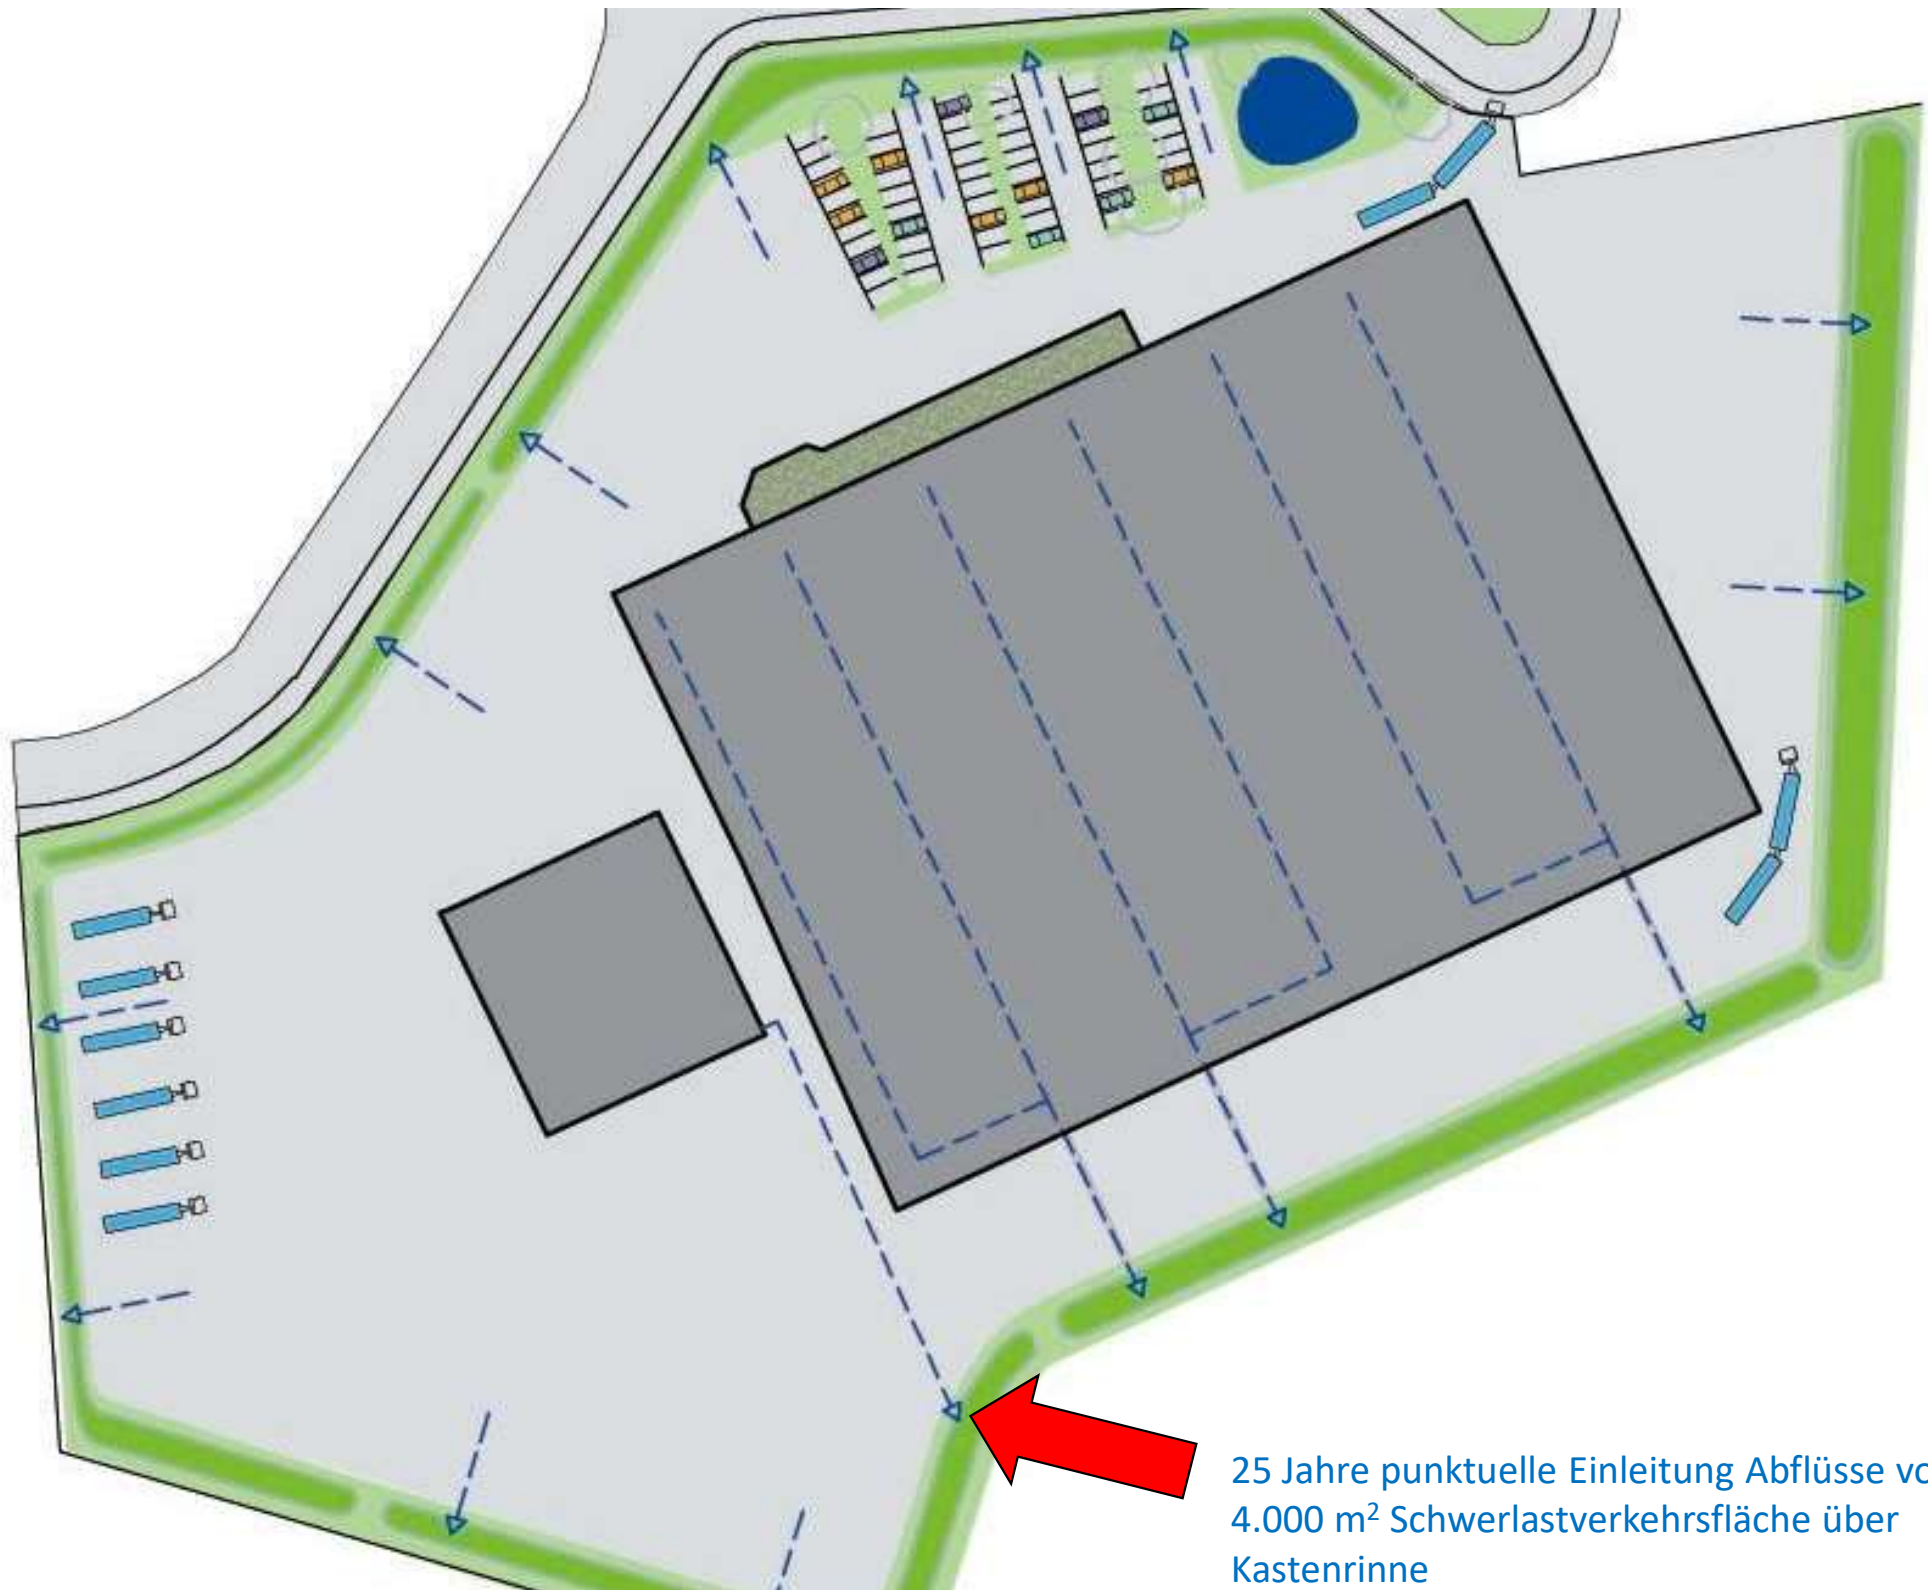 25 Jahre punktuelle Einleitung Abflüsse
4.000 m² Schwerlastverkehrsfläche über
Kastenrinne